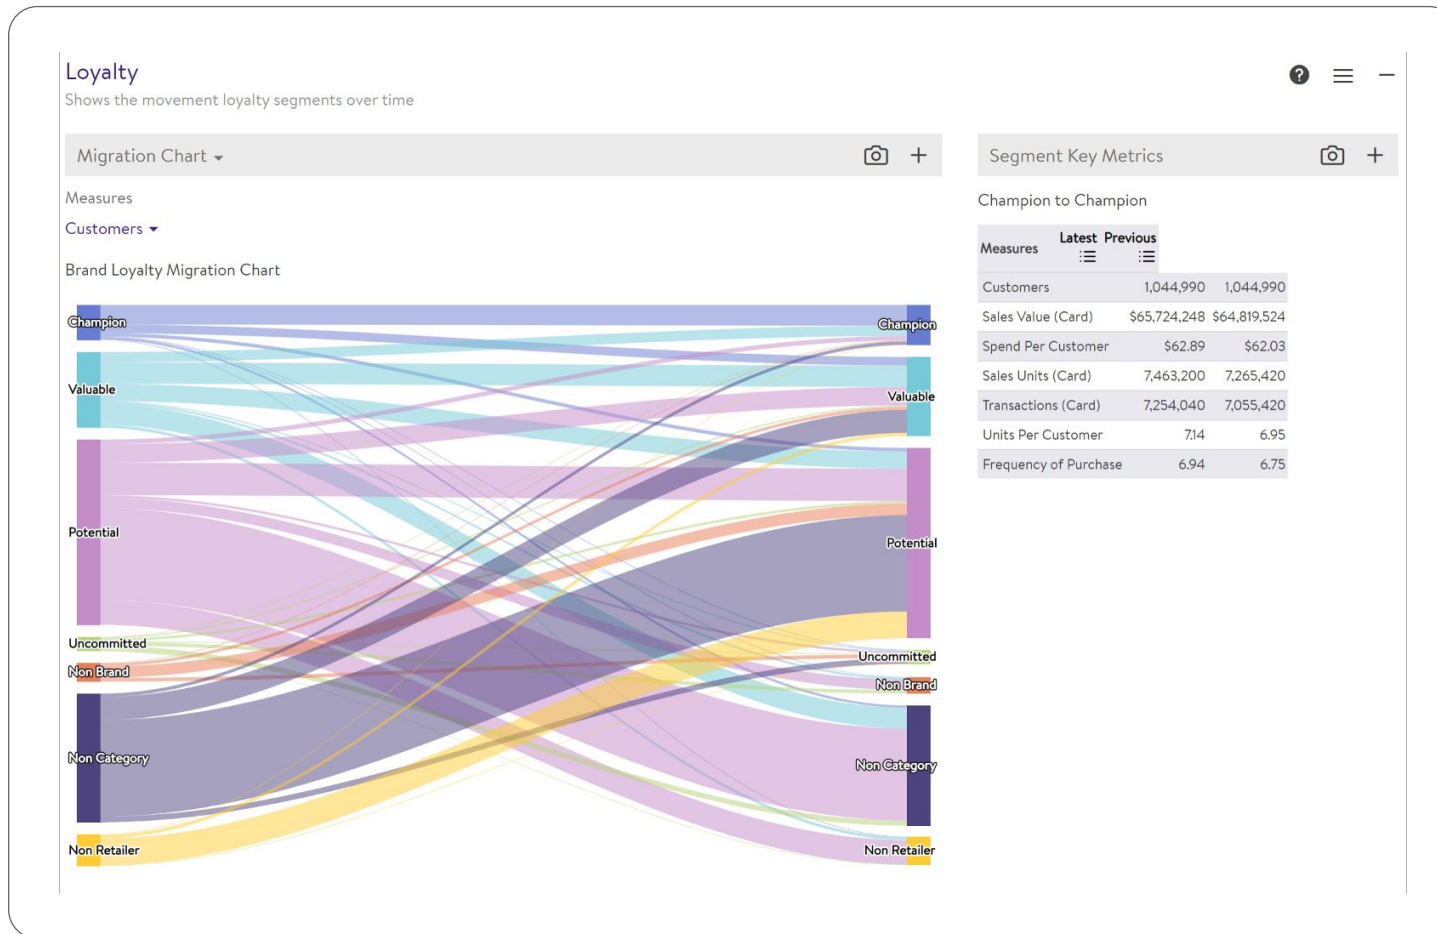 Loyalty
Shows the movement loyalty segments over time
Migration Chart
Measures
Customers
Brand Loyalty Migration Chart
Champion
Valuable
Potential
Uncommitted
Non Brand
Non Category
Non Retailer
Champion
Valuable
Potential
Uncommitted
Non Brand
Non Category
Non Retailer
Segment Key Metrics
Champion to Champion
Measures Latest Previous
Customers 1,044,990 1,044,990
Sales Value (Card) $65,724,248 $64,819,524
Spend Per Customer $62.89 $62.03
Sales Units (Card) 7,463,200 7,265,420
Transactions (Card) 7,254,040 7,055,420
Units Per Customer 7.14 6.95
Frequency of Purchase 6.94 6.75